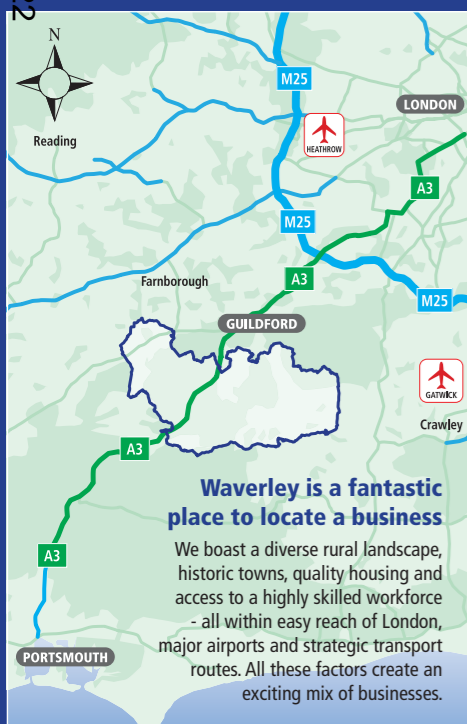 22
N
M25
LONDON
Reading
HEATHROW
A3
M25
A3
Farnborough
M25
GUILDFORD
GATWICK
Crawley
A3
Waverley is a fantastic
place to locate a business
We boast a diverse rural landscape,
historic towns, quality housing and
access to a highly skilled workforce
- all within easy reach of London,
major airports and strategic transport
routes. All these factors create an
exciting mix of businesses.
A3
PORTSMOUTH